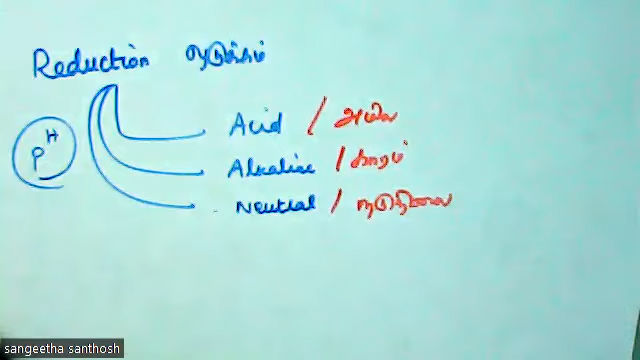 Reduction ஒடுக்கம்
Acid / அமில
pH
Alkaline / காரம்
Neutral / நடுநிலை
sangeetha santhosh